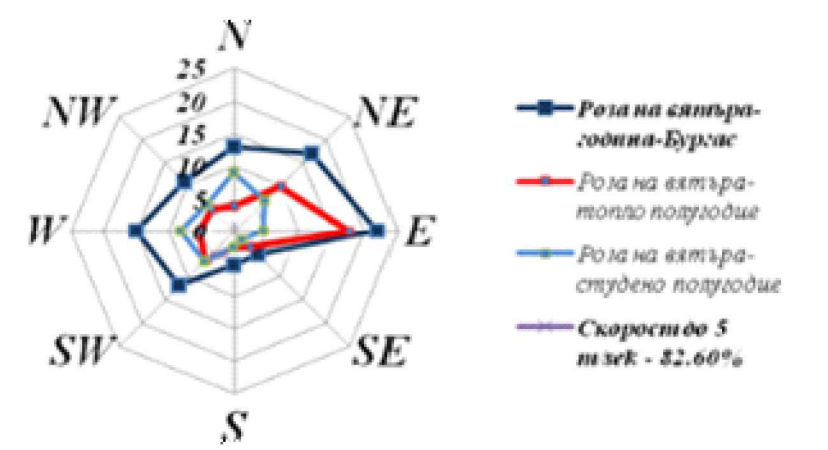 N
25
NW
20
NE
15
10
5
W
0
E
SW
SE
S
Роза на вятъра-
година-Бургас
Роза на вятъра-
топло полугодие
Роза на вятъра-
студено полугодие
Скорост до 5
m/sek - 82.60%